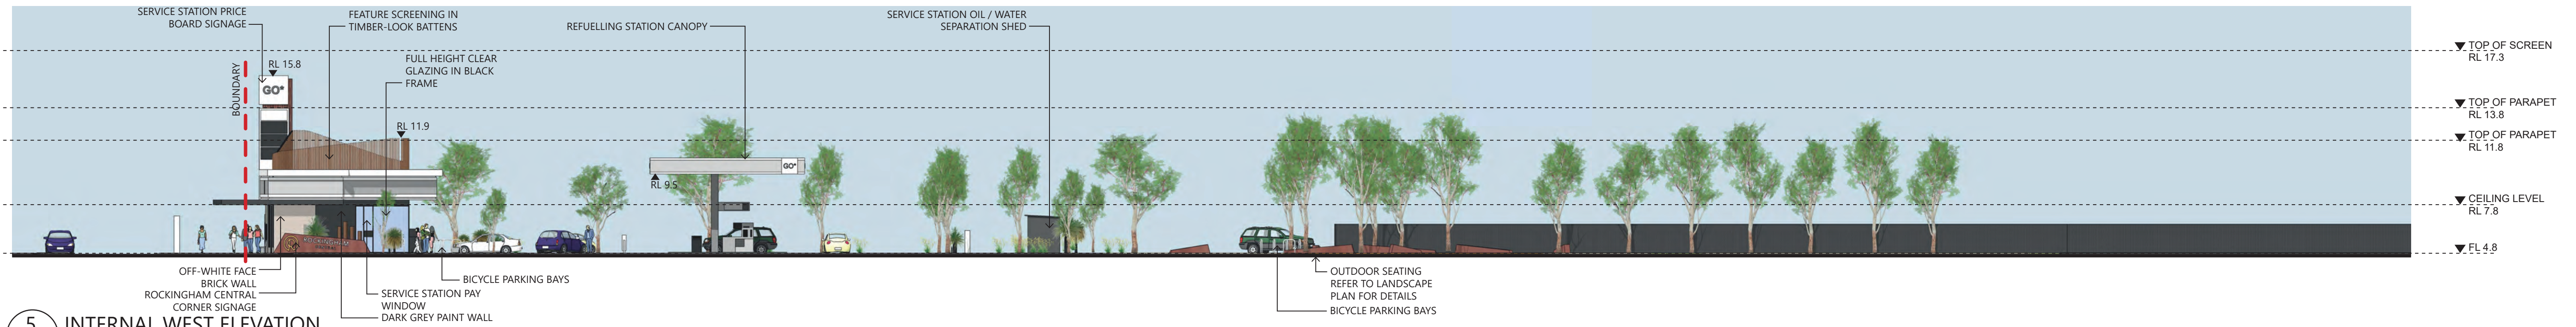 SERVICE STATION PRICE
BOARD SIGNAGE
FEATURE SCREENING IN
TIMBER-LOOK BATTENS
REFUELLING STATION CANOPY
SERVICE STATION OIL / WATER
SEPARATION SHED
TOP OF SCREEN
RL 17.3
BOUNDARY
RL 15.8
GO*
FULL HEIGHT CLEAR
GLAZING IN BLACK
FRAME
TOP OF PARAPET
RL 13.8
RL 11.9
TOP OF PARAPET
RL 11.8
GO*
RL 9.5
CEILING LEVEL
RL 7.8
ROCKINGHAM
FL 4.8
OFF-WHITE FACE
BRICK WALL
ROCKINGHAM CENTRAL
CORNER SIGNAGE
BICYCLE PARKING BAYS
SERVICE STATION PAY
WINDOW
DARK GREY PAINT WALL
OUTDOOR SEATING
REFER TO LANDSCAPE
PLAN FOR DETAILS
BICYCLE PARKING BAYS
5
INTERNAL WEST ELEVATION